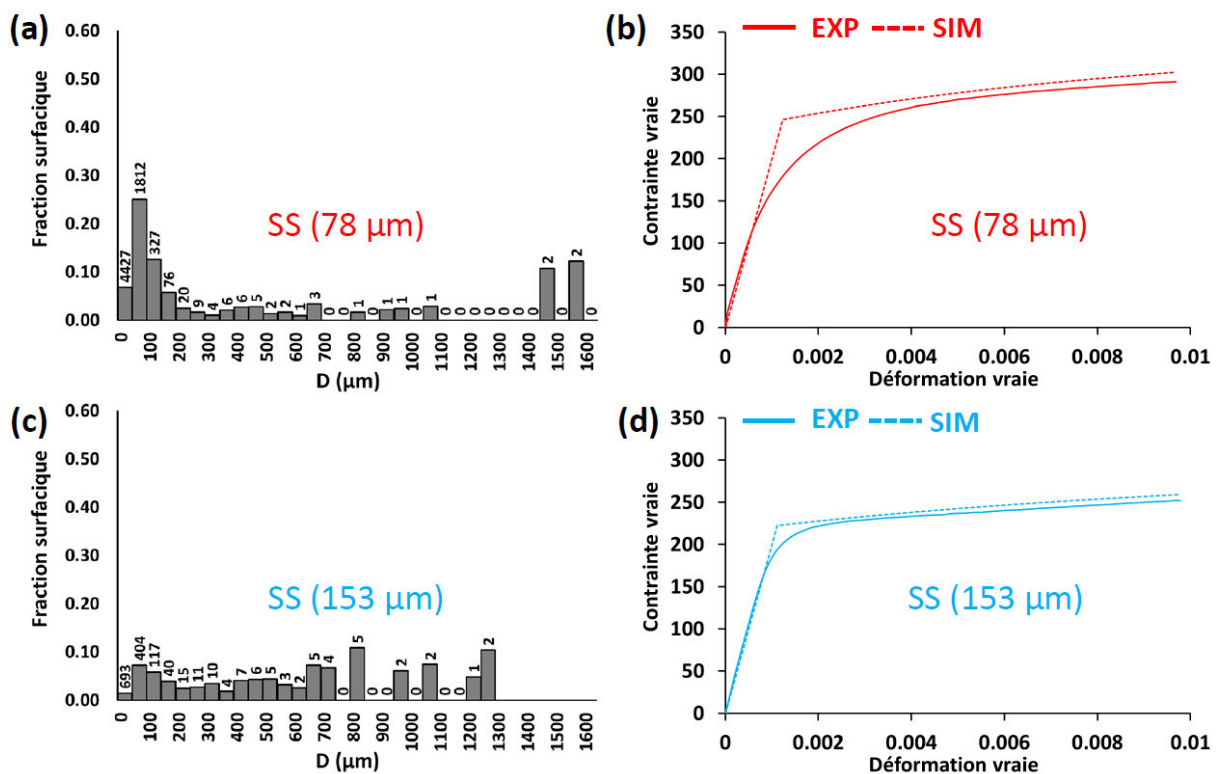 (a)
0.60
0.50
0.40
0.30
0.20
0.10
0.00
Fraction surfacique
4427 1812 327 76 20 9 4 6 6 5 2 2 1 3 0 0 1 0 1 1 0 1 0 0 0 0 2 0 2 0
SS (78 µm)
0 100 200 300 400 500 600 700 800 900 1000 1100 1200 1300 1400 1500 1600
D (µm)
(b)
EXP SIM
350
300
250
200
150
100
50
0
Contrainte vraie
SS (78 µm)
0 0.002 0.004 0.006 0.008 0.01
Déformation vraie
(c)
0.60
0.50
0.40
0.30
0.20
0.10
0.00
Fraction surfacique
693 404 117 40 15 11 10 4 7 6 5 3 2 5 4 0 5 0 0 2 0 2 0 0 1 2
SS (153 µm)
0 100 200 300 400 500 600 700 800 900 1000 1100 1200 1300 1400 1500 1600
D (µm)
(d)
EXP SIM
350
300
250
200
150
100
50
0
Contrainte vraie
SS (153 µm)
0 0.002 0.004 0.006 0.008 0.01
Déformation vraie